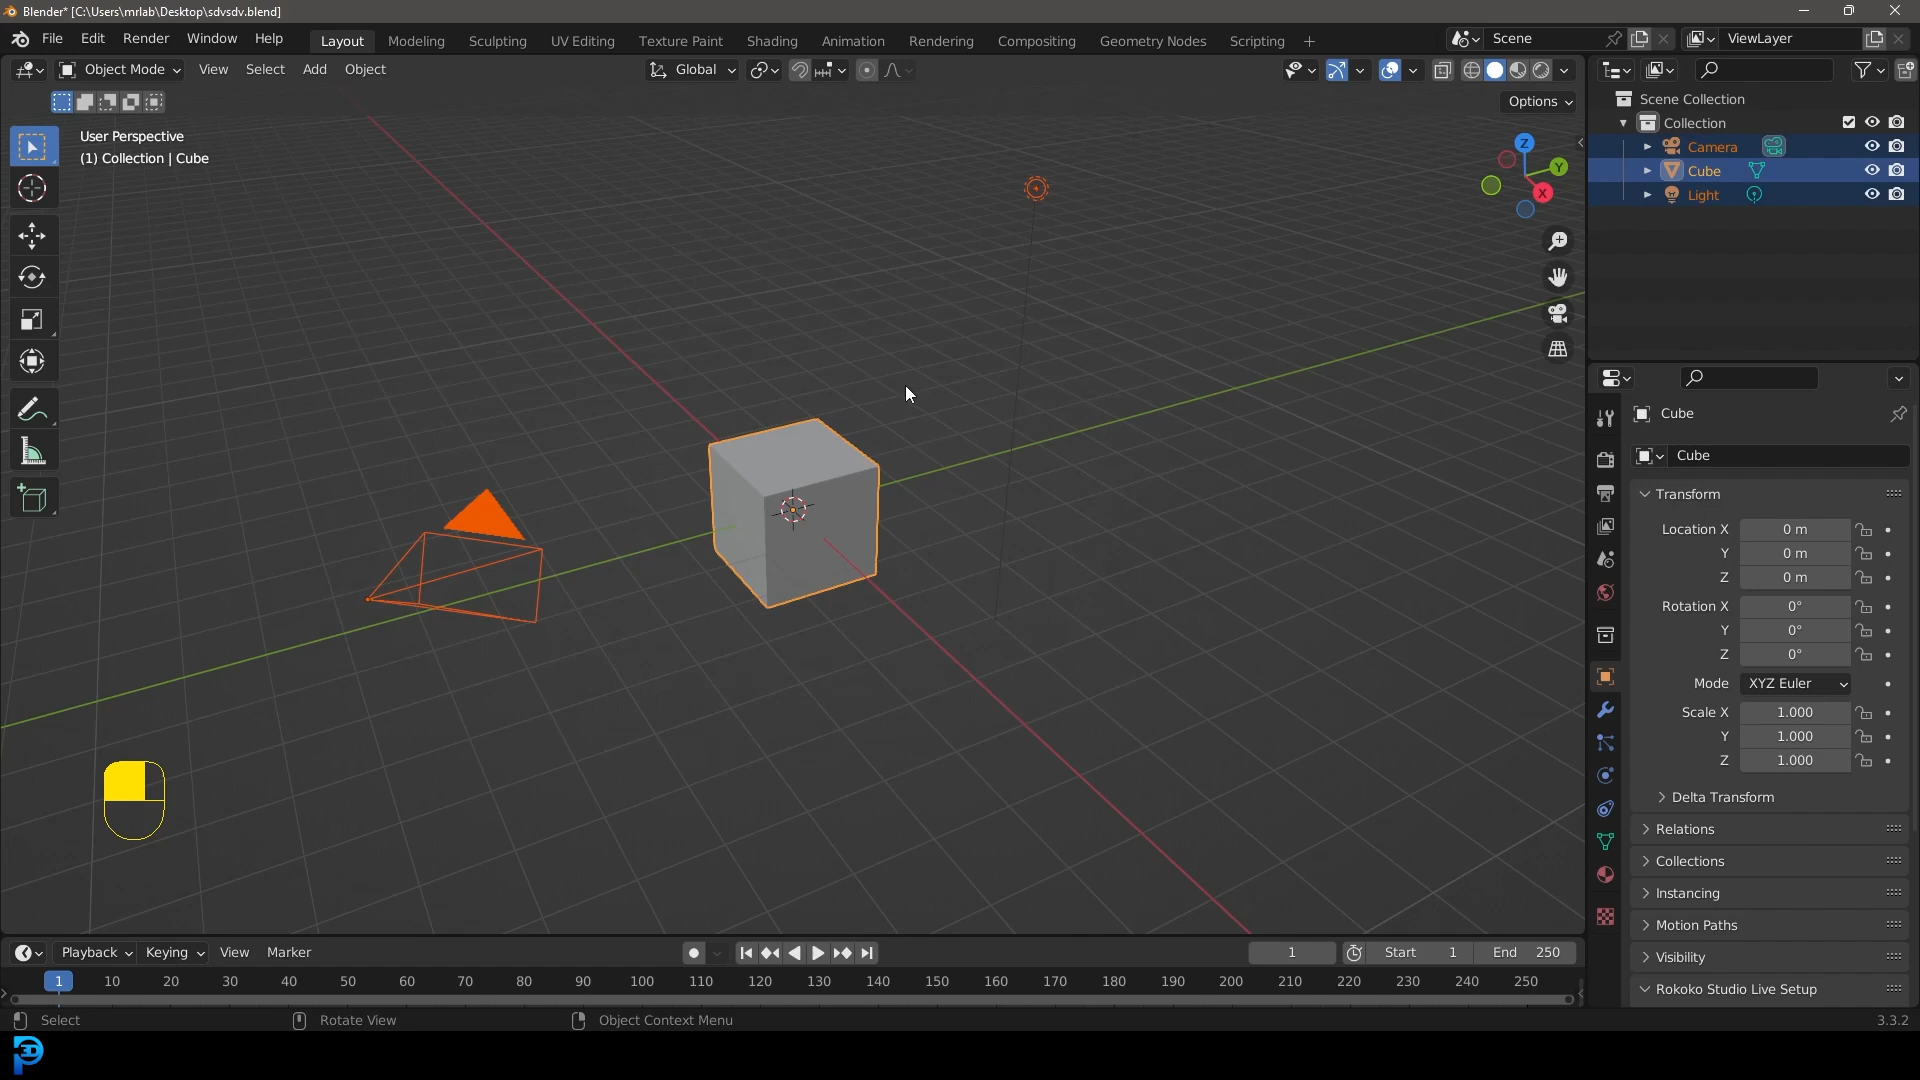 Blender* [C:\Users\mrlab\Desktop\sdvsdv.blend]
File Edit Render Window Help
Layout Modeling Sculpting UV Editing Texture Paint Shading Animation Rendering Compositing Geometry Nodes Scripting +
Scene
ViewLayer
Object Mode View Select Add Object
Global
Options
User Perspective
(1) Collection | Cube
Z
Y
X
Scene Collection
Collection
Camera
Cube
Light
Cube
Cube
Transform
Location X 0 m
Y 0 m
Z 0 m
Rotation X 0°
Y 0°
Z 0°
Mode XYZ Euler
Scale X 1.000
Y 1.000
Z 1.000
Delta Transform
Relations
Collections
Instancing
Motion Paths
Visibility
Rokoko Studio Live Setup
Playback Keying View Marker
1 Start 1 End 250
1 10 20 30 40 50 60 70 80 90 100 110 120 130 140 150 160 170 180 190 200 210 220 230 240 250
Select Rotate View Object Context Menu
3.3.2
3D